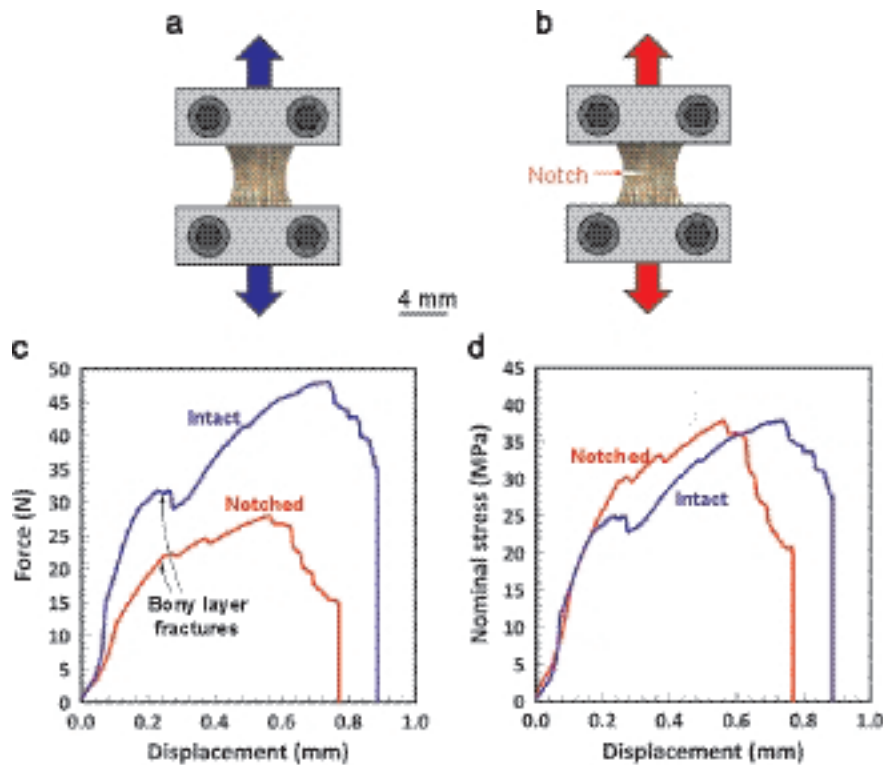 a
b
Notch
4 mm
c
50
45
40
35
30
25
20
15
10
5
0
Force (N)
Intact
Notched
Bony layer
fractures
0.0
0.2
0.4
0.6
0.8
1.0
Displacement (mm)
d
45
40
35
30
25
20
15
10
5
0
Nominal stress (MPa)
Notched
Intact
0.0
0.2
0.4
0.6
0.8
1.0
Displacement (mm)